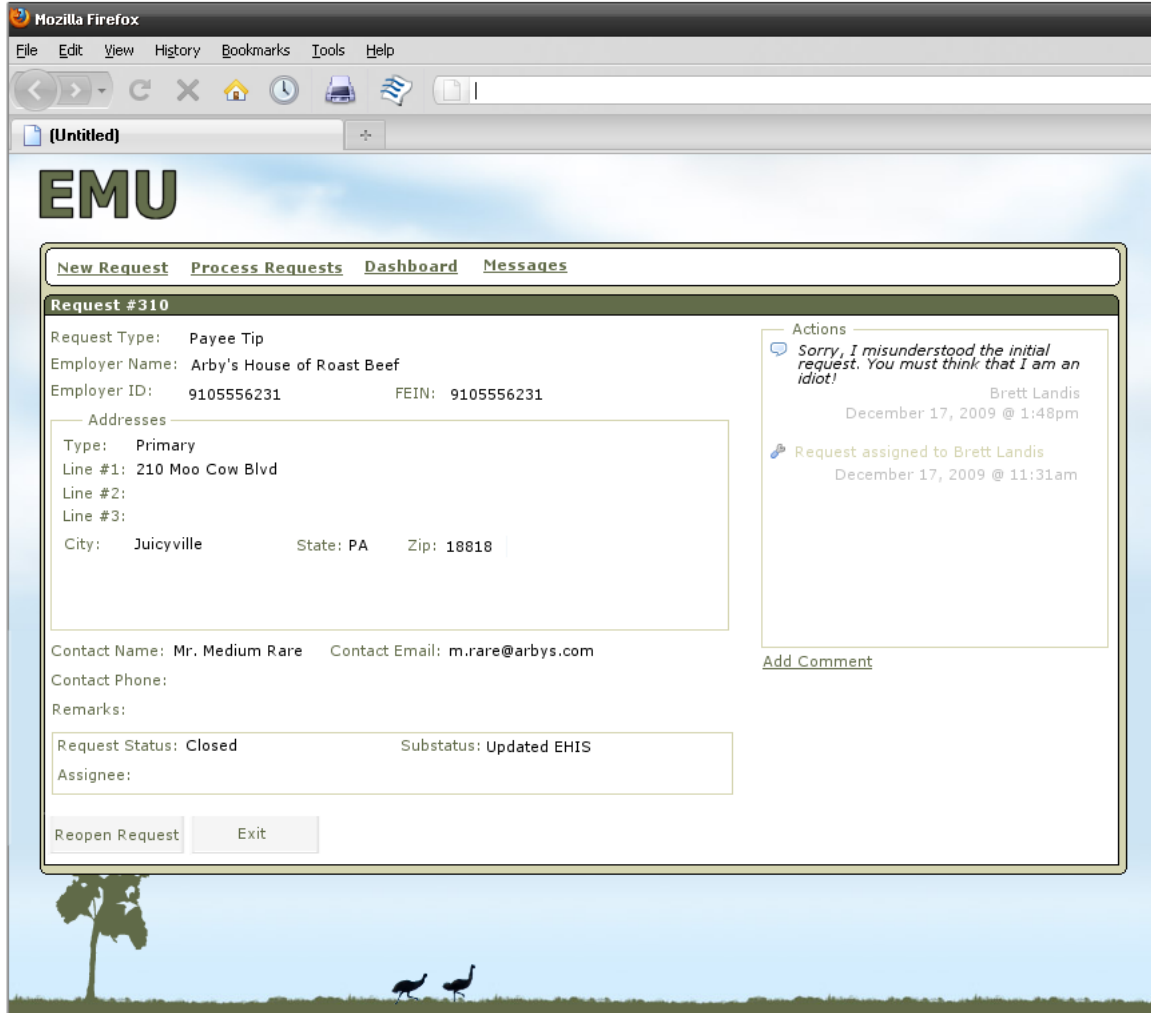 Mozilla Firefox
File Edit View History Bookmarks Tools Help
(Untitled)
EMU
New Request Process Requests Dashboard Messages
Request #310
Request Type: Payee Tip
Employer Name: Arby's House of Roast Beef
Employer ID: 9105556231 FEIN: 9105556231
Addresses
Type: Primary
Line #1: 210 Moo Cow Blvd
Line #2:
Line #3:
City: Juicyville State: PA Zip: 18818
Contact Name: Mr. Medium Rare Contact Email: m.rare@arbys.com
Contact Phone:
Remarks:
Request Status: Closed Substatus: Updated EHIS
Assignee:
Reopen Request Exit
Actions
Sorry, I misunderstood the initial
request. You must think that I am an
idiot!
Brett Landis
December 17, 2009 @ 1:48pm
Request assigned to Brett Landis
December 17, 2009 @ 11:31am
Add Comment